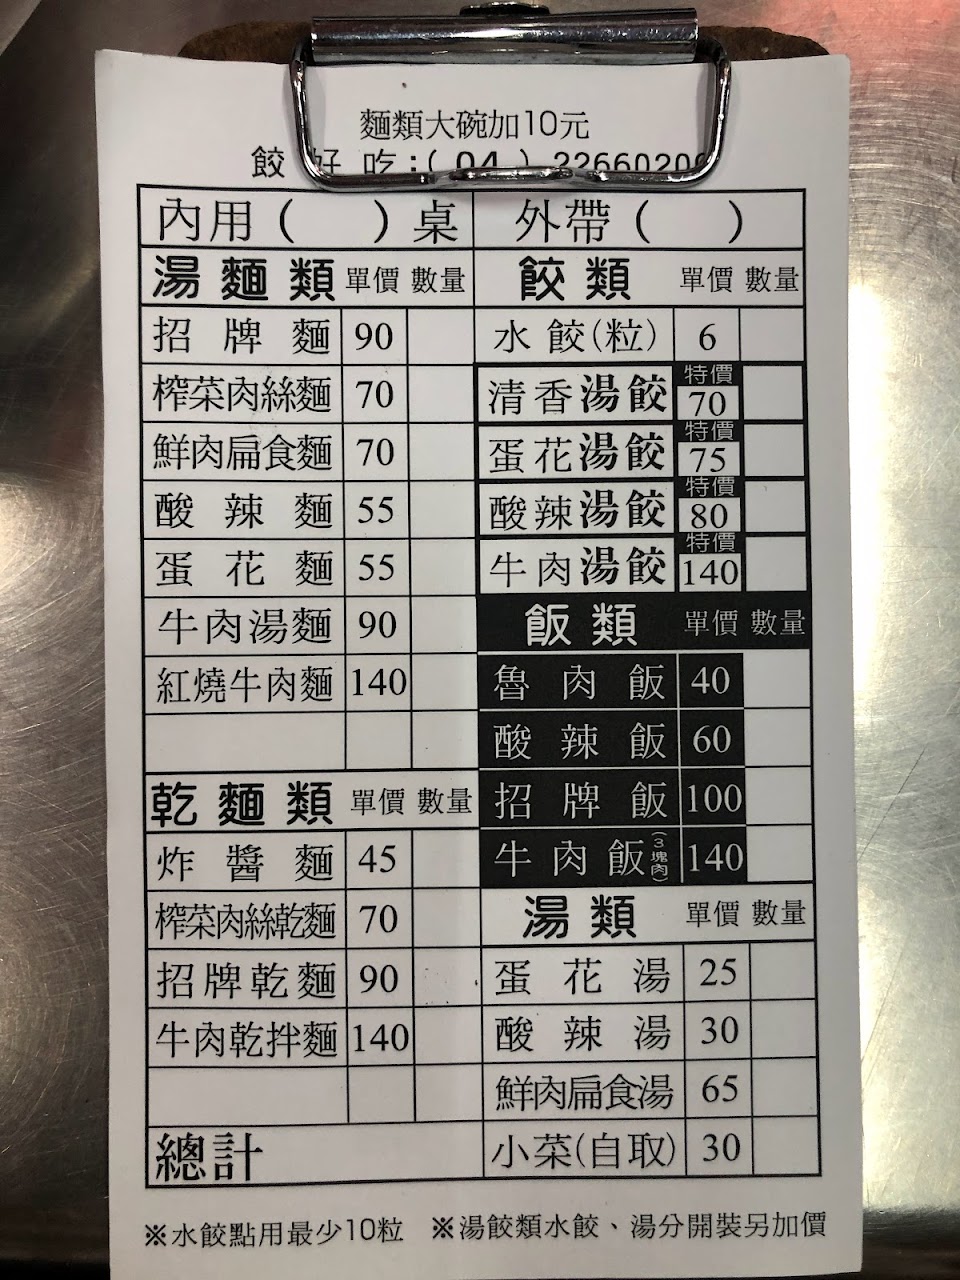 麵類大碗加10元
餃 好 吃:( 04 ) 2266020
內用( )桌
湯麵類 單價 數量
招牌麵 90
榨菜肉絲麵 70
鮮肉扁食麵 70
酸辣麵 55
蛋花麵 55
牛肉湯麵 90
紅燒牛肉麵 140
乾麵類 單價 數量
炸醬麵 45
榨菜肉絲乾麵 70
招牌乾麵 90
牛肉乾拌麵 140
總計
外帶( )
餃類 單價 數量
水餃(粒) 6
清香湯餃 特價 70
蛋花湯餃 特價 75
酸辣湯餃 特價 80
牛肉湯餃 特價 140
飯類 單價 數量
魯肉飯 40
酸辣飯 60
招牌飯 100
牛肉飯(3塊肉) 140
湯類 單價 數量
蛋花湯 25
酸辣湯 30
鮮肉扁食湯 65
小菜(自取) 30
※水餃點用最少10粒 ※湯餃類水餃、湯分開裝另加價